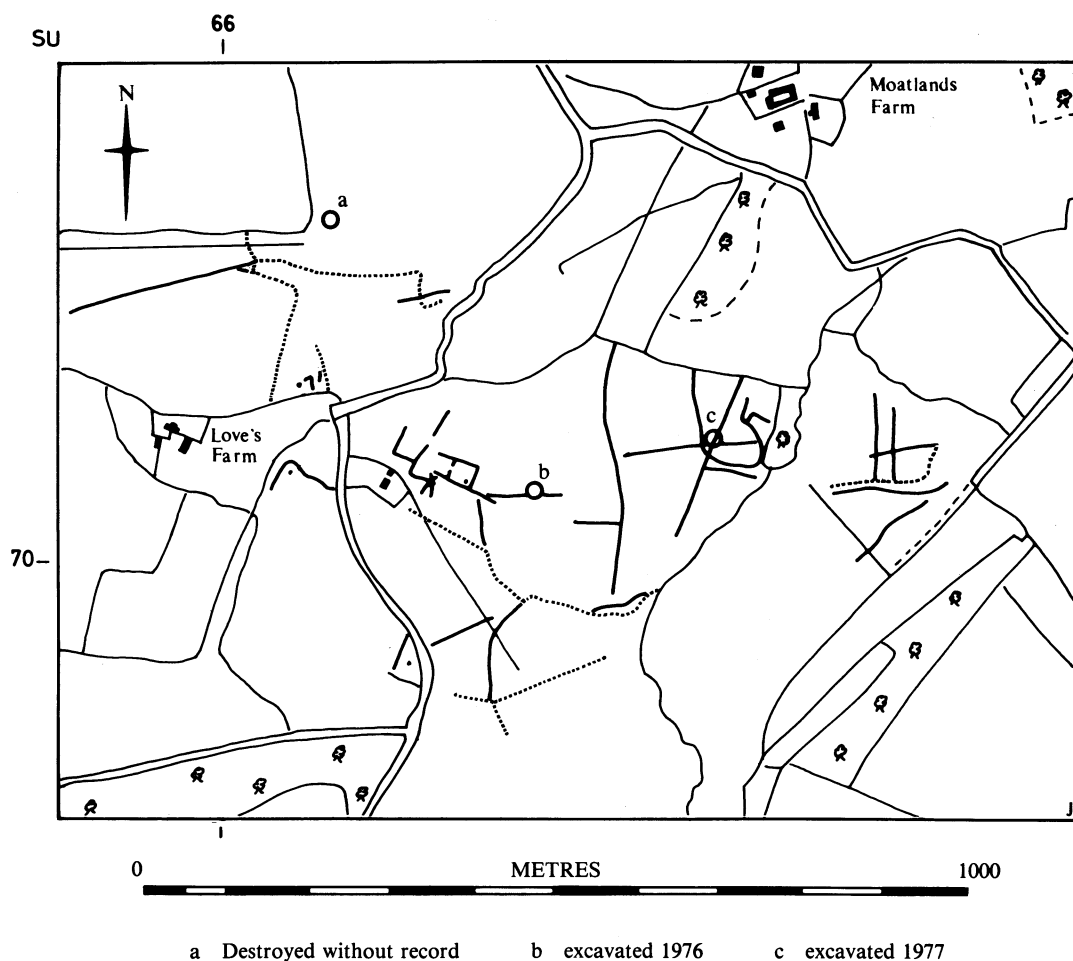 SU
66
N
Moatlands
Farm
a
Love's
Farm
c
b
70
J
0 METRES 1000
a Destroyed without record b excavated 1976 c excavated 1977